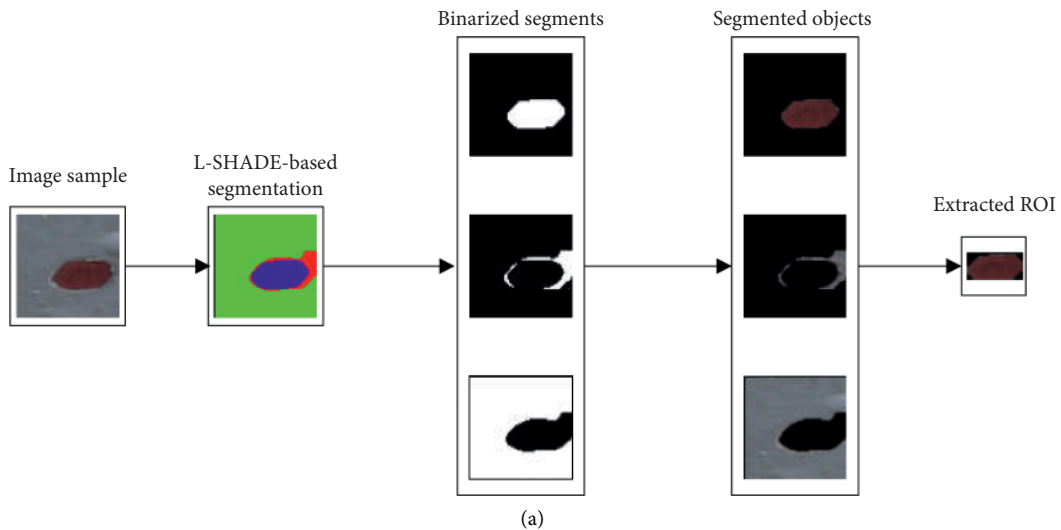 Image sample
L-SHADE-based
segmentation
Binarized segments
Segmented objects
Extracted ROI
(a)